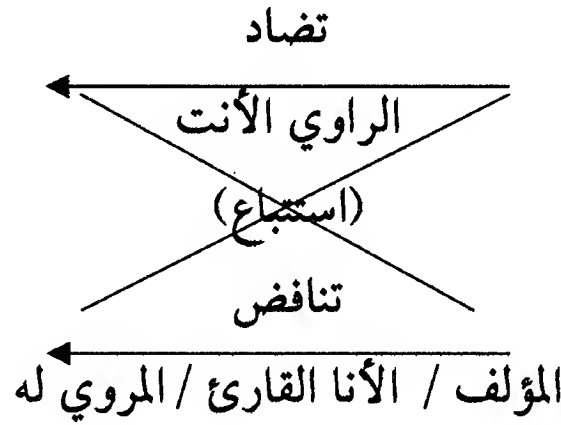 تضاد
الراوي الأنت
(استتباع)
تنافض
المؤلف / الأنا القارئ / المروي له